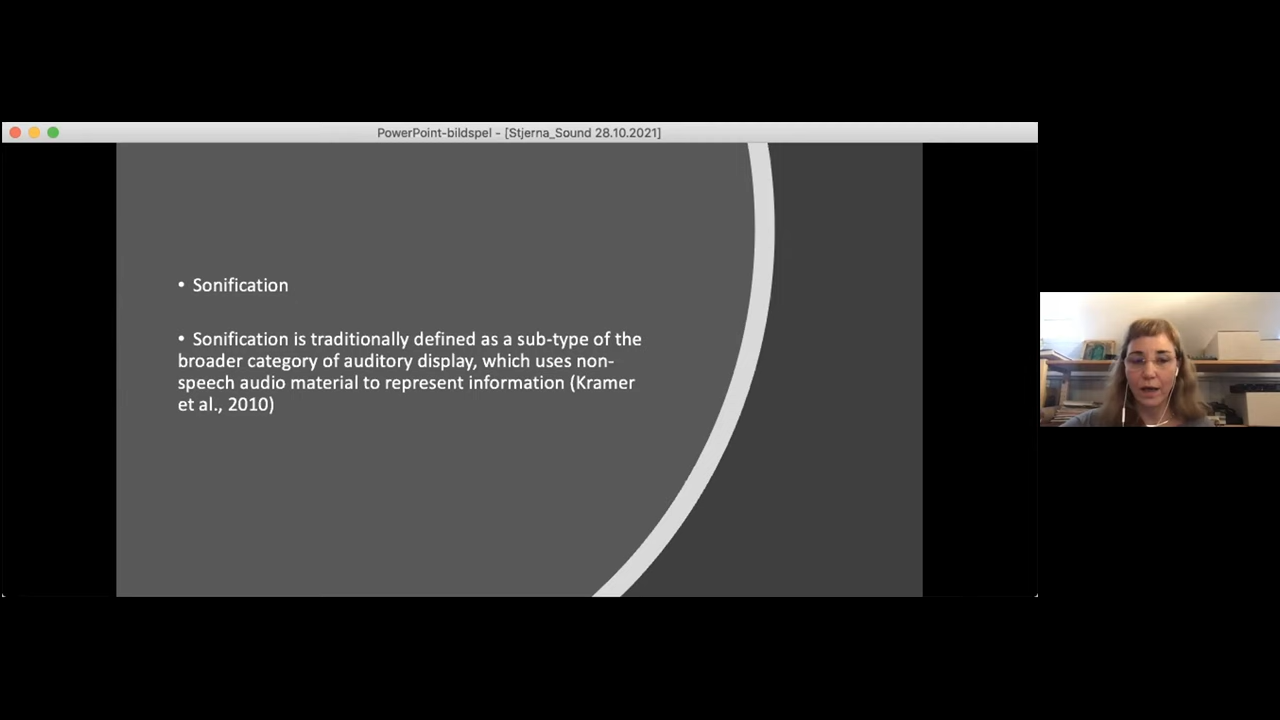 PowerPoint-bildspel - [Stjerna_Sound 28.10.2021]
• Sonification
• Sonification is traditionally defined as a sub-type of the
broader category of auditory display, which uses non-
speech audio material to represent information (Kramer
et al., 2010)